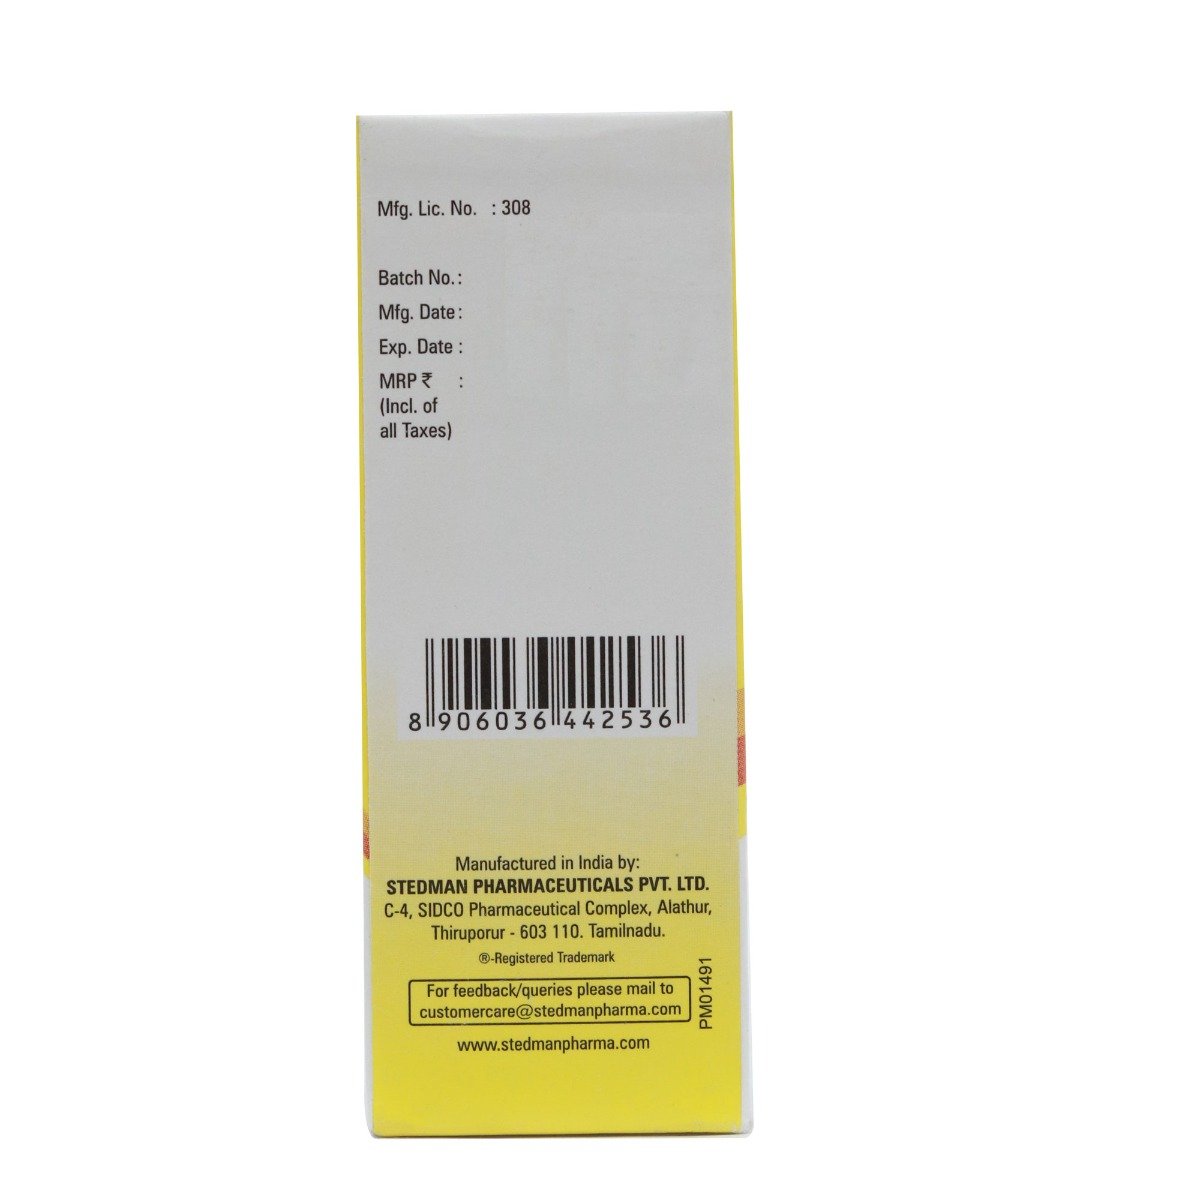 Mfg. Lic. No. : 308
Batch No. :
Mfg. Date :
Exp. Date :
MRP ₹ :
(Incl. of
all Taxes)
8 906036 442536
Manufactured in India by:
STEDMAN PHARMACEUTICALS PVT. LTD.
C-4, SIDCO Pharmaceutical Complex, Alathur,
Thiruporur - 603 110. Tamilnadu.
®-Registered Trademark
For feedback/queries please mail to
customercare@stedmanpharma.com
www.stedmanpharma.com
PM01491